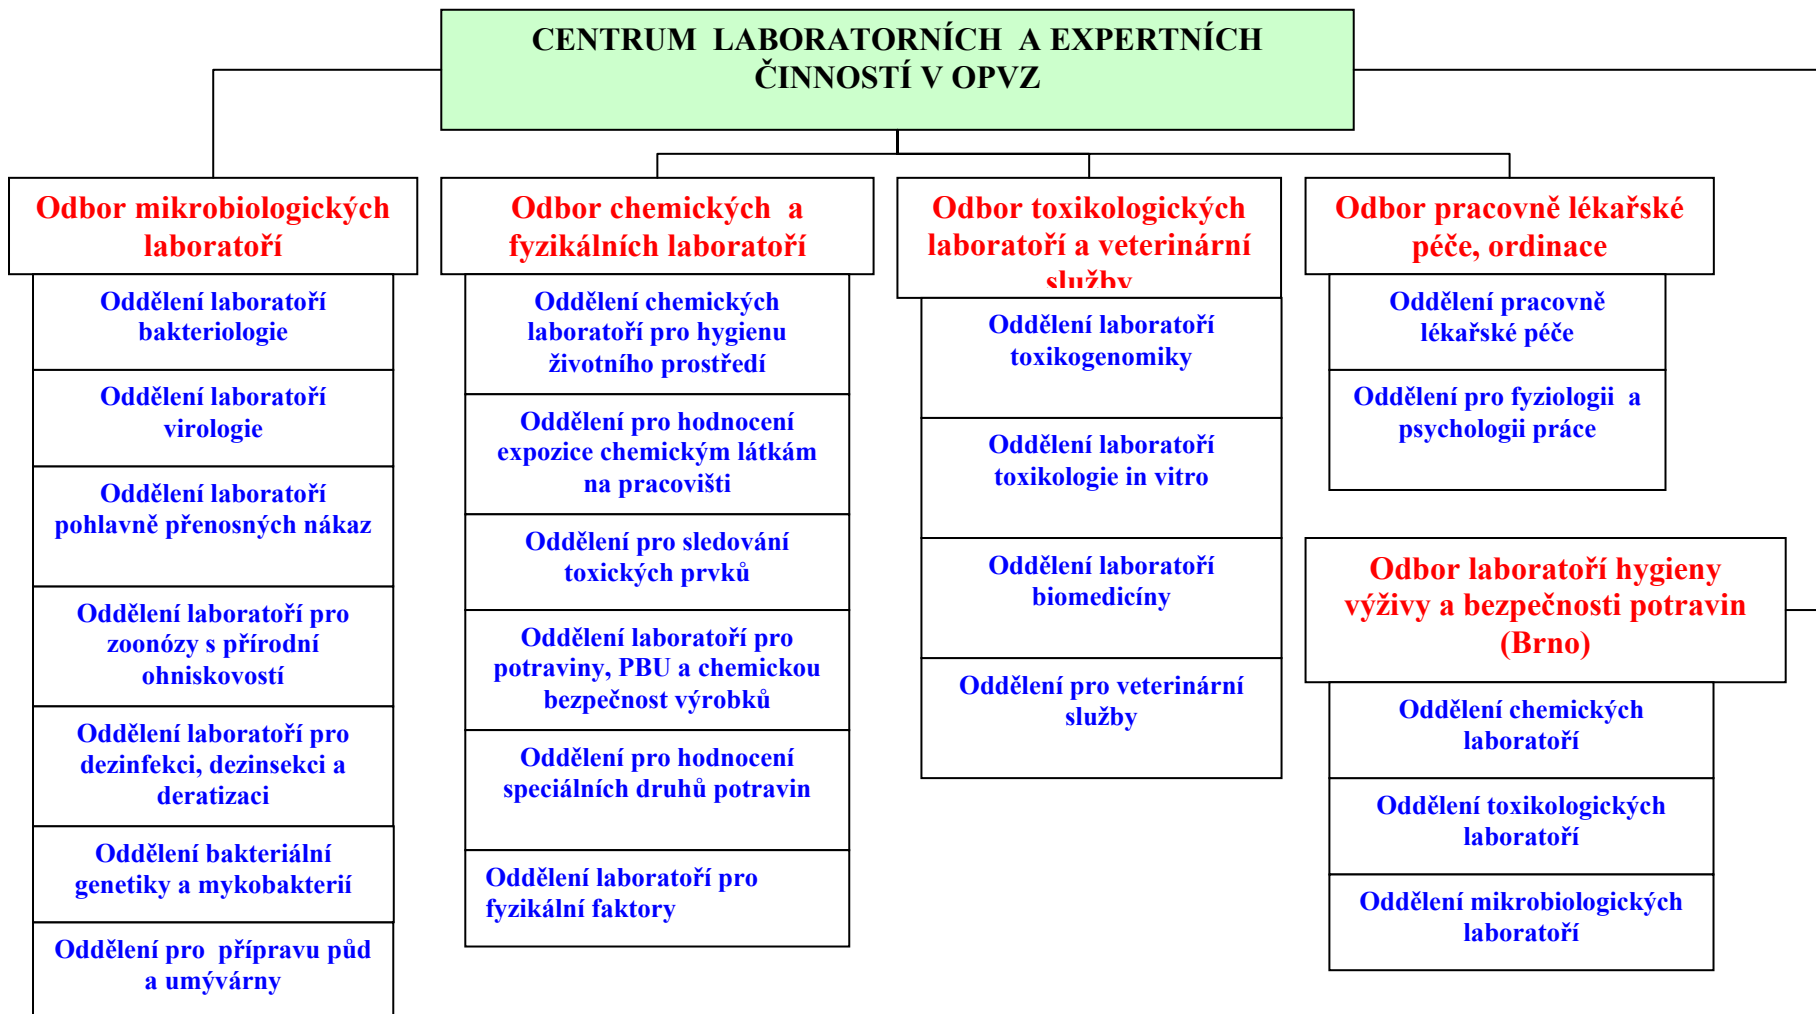 CENTRUM LABORATORNÍCH A EXPERTNÍCH
ČINNOSTÍ V OPVZ
Odbor mikrobiologických
laboratoří
Oddělení laboratoří
bakteriologie
Oddělení laboratoří
virologie
Oddělení laboratoří
pohlavně přenosných nákaz
Oddělení laboratoří pro
zoonózy s přírodní
ohniskovostí
Oddělení laboratoří pro
dezinfekci, dezinsekci a
deratizaci
Oddělení bakteriální
genetiky a mykobakterií
Oddělení pro přípravu půd
a umývárny
Odbor chemických a
fyzikálních laboratoří
Oddělení chemických
laboratoří pro hygienu
životního prostředí
Oddělení pro hodnocení
expozice chemickým látkám
na pracovišti
Oddělení pro sledování
toxických prvků
Oddělení laboratoří pro
potraviny, PBU a chemickou
bezpečnost výrobků
Oddělení pro hodnocení
speciálních druhů potravin
Oddělení laboratoří pro
fyzikální faktory
Odbor toxikologických
laboratoří a veterinární
služby
Oddělení laboratoří
toxikogenomiky
Oddělení laboratoří
toxikologie in vitro
Oddělení laboratoří
biomedicíny
Oddělení pro veterinární
služby
Odbor pracovně lékařské
péče, ordinace
Oddělení pracovně
lékařské péče
Oddělení pro fyziologii a
psychologii práce
Odbor laboratoří hygieny
výživy a bezpečnosti potravin
(Brno)
Oddělení chemických
laboratoří
Oddělení toxikologických
laboratoří
Oddělení mikrobiologických
laboratoří